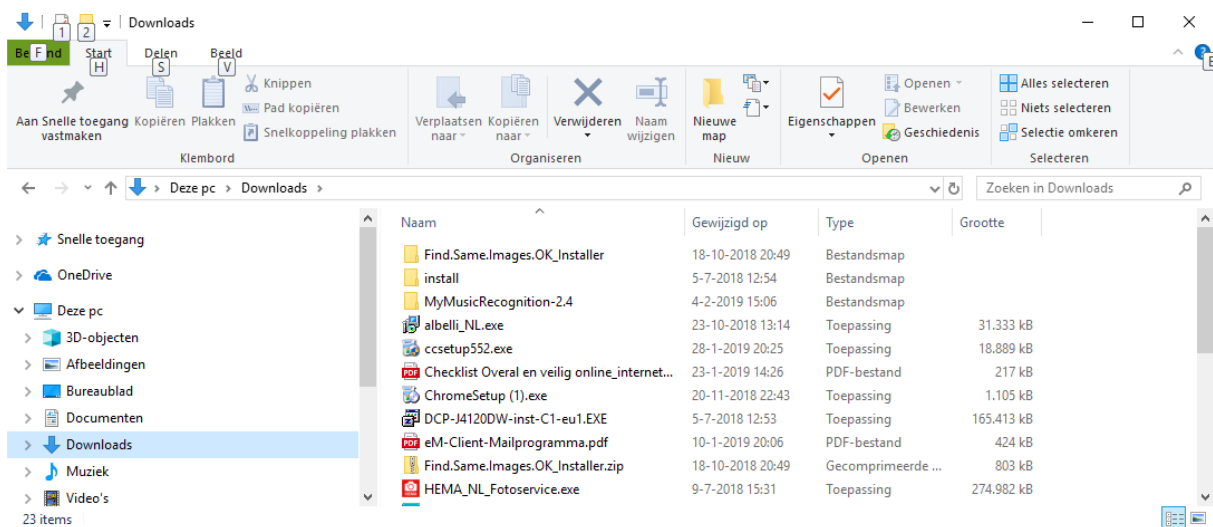 Downloads
1 2
Be F nd Start Delen Beeld
H S V E
Aan Snelle toegang vastmaken
Kopiëren
Plakken
Knippen
Pad kopiëren
Snelkoppeling plakken
Klembord
Verplaatsen naar
Kopiëren naar
Verwijderen
Naam wijzigen
Organiseren
Nieuwe map
Nieuw
Eigenschappen
Openen
Bewerken
Geschiedenis
Openen
Alles selecteren
Niets selecteren
Selectie omkeren
Selecteren
Deze pc > Downloads >
Zoeken in Downloads
Snelle toegang
OneDrive
Deze pc
3D-objecten
Afbeeldingen
Bureaublad
Documenten
Downloads
Muziek
Video's
Naam Gewijzigd op Type Grootte
Find.Same.Images.OK_Installer 18-10-2018 20:49 Bestandsmap
install 5-7-2018 12:54 Bestandsmap
MyMusicRecognition-2.4 4-2-2019 15:06 Bestandsmap
albelli_NL.exe 23-10-2018 13:14 Toepassing 31.333 kB
ccsetup552.exe 28-1-2019 20:25 Toepassing 18.889 kB
PDF Checklist Overal en veilig online_internet... 23-1-2019 14:26 PDF-bestand 217 kB
ChromeSetup (1).exe 20-11-2018 22:43 Toepassing 1.105 kB
DCP-J4120DW-inst-C1-eu1.EXE 5-7-2018 12:53 Toepassing 165.413 kB
PDF eM-Client-Mailprogramma.pdf 10-1-2019 20:06 PDF-bestand 424 kB
Find.Same.Images.OK_Installer.zip 18-10-2018 20:49 Gecomprimeerde ... 803 kB
HEMA HEMA_NL_Fotoservice.exe 9-7-2018 15:31 Toepassing 274.982 kB
23 items